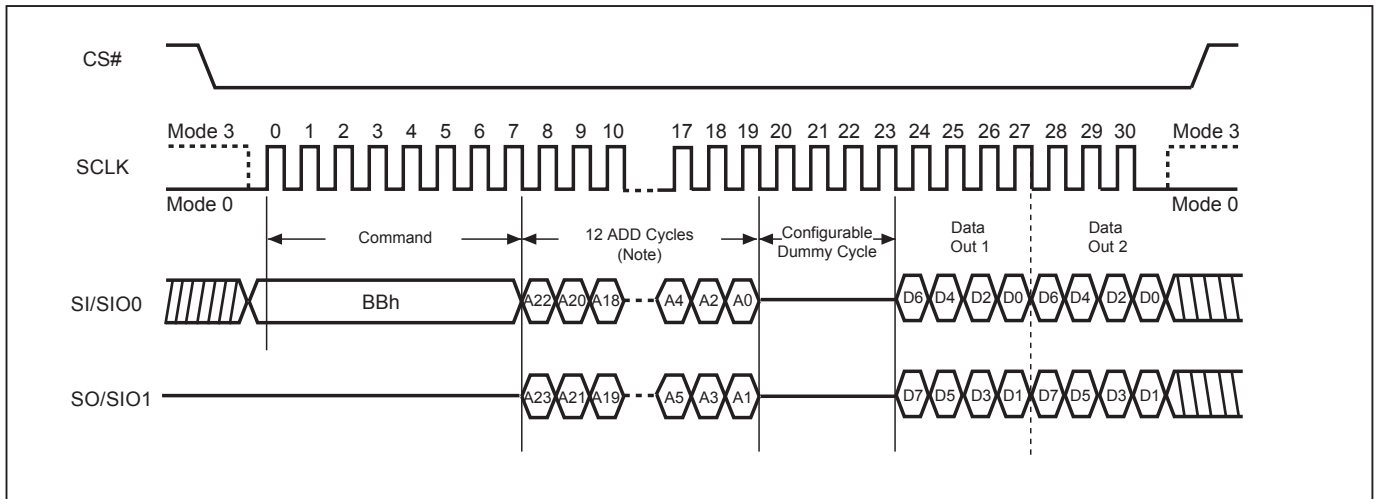 CS#
Mode 3 0 1 2 3 4 5 6 7 8 9 10 17 18 19 20 21 22 23 24 25 26 27 28 29 30 Mode 3
SCLK
Mode 0 Mode 0
Command
12 ADD Cycles
(Note)
Configurable
Dummy Cycle
Data
Out 1
Data
Out 2
SI/SIO0 BBh A22 A20 A18 A4 A2 A0 D6 D4 D2 D0 D6 D4 D2 D0
SO/SIO1 A23 A21 A19 A5 A3 A1 D7 D5 D3 D1 D7 D5 D3 D1